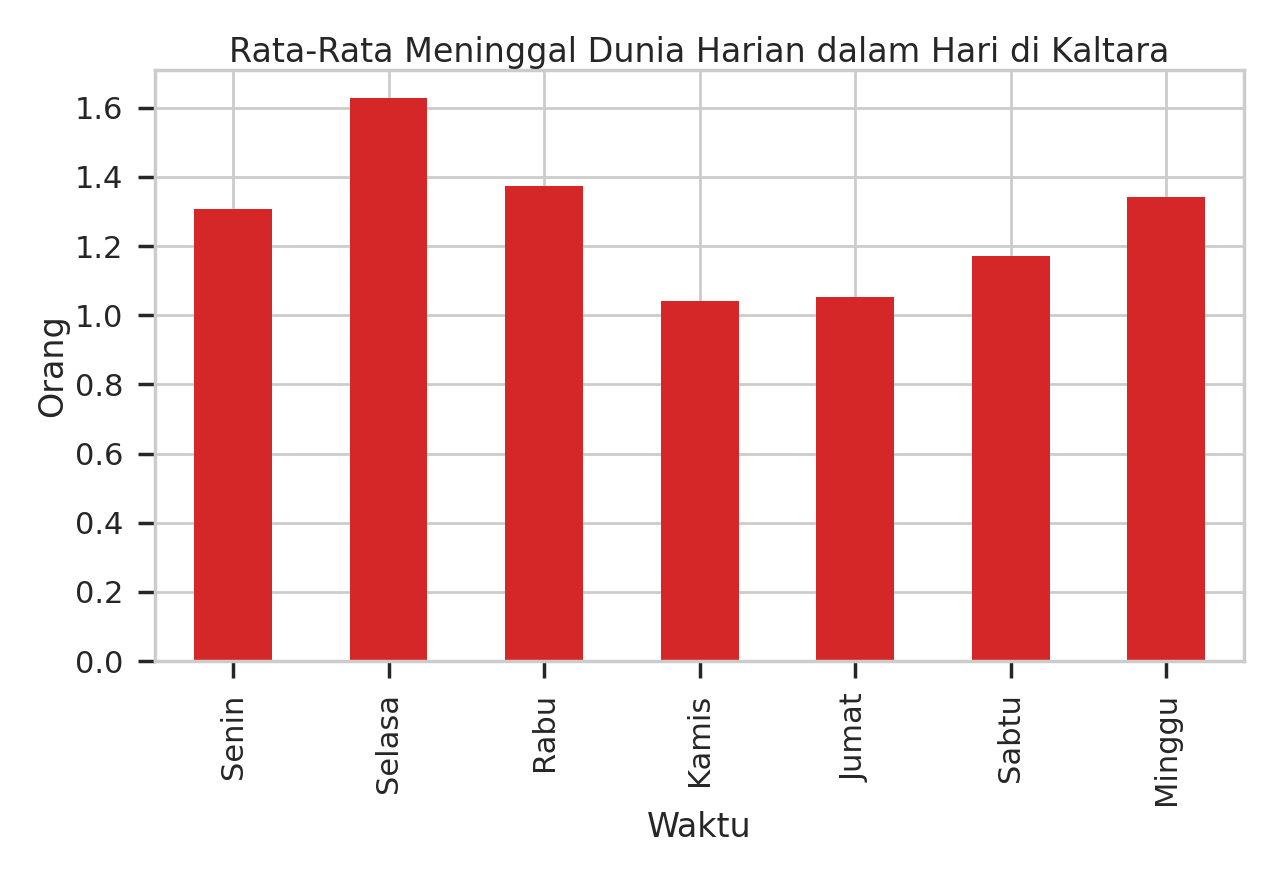 Rata-Rata Meninggal Dunia Harian dalam Hari di Kaltara
Orang
1.6
1.4
1.2
1.0
0.8
0.6
0.4
0.2
0.0
Senin
Selasa
Rabu
Kamis
Jumat
Sabtu
Minggu
Waktu